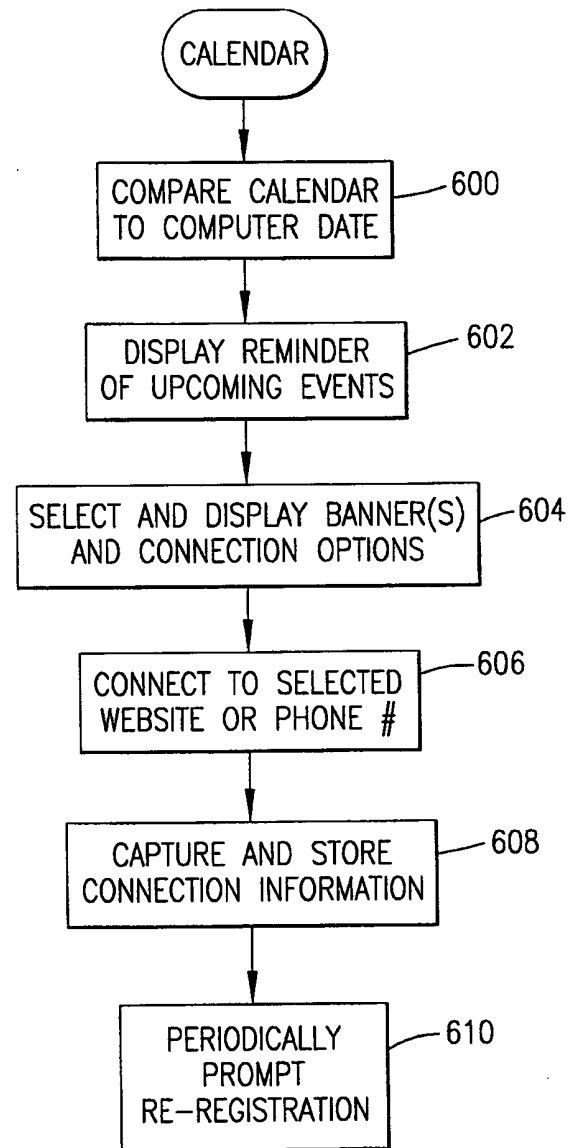 CALENDAR
COMPARE CALENDAR
TO COMPUTER DATE
600
DISPLAY REMINDER
OF UPCOMING EVENTS
602
SELECT AND DISPLAY BANNER(S)
AND CONNECTION OPTIONS
604
CONNECT TO SELECTED
WEBSITE OR PHONE #
606
CAPTURE AND STORE
CONNECTION INFORMATION
608
PERIODICALLY
PROMPT
RE-REGISTRATION
610